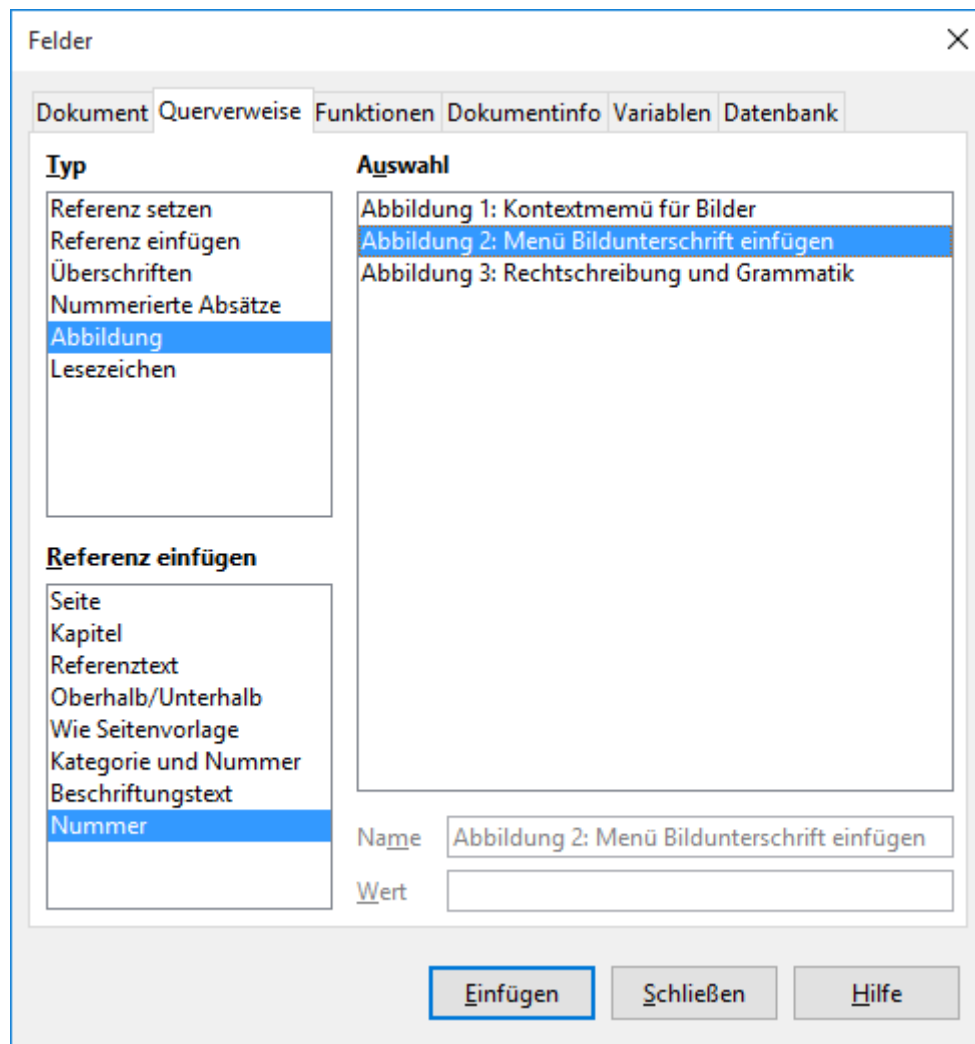 Felder
Dokument Querverweise Funktionen Dokumentinfo Variablen Datenbank
Typ
Referenz setzen
Referenz einfügen
Überschriften
Nummerierte Absätze
Abbildung
Lesezeichen
Auswahl
Abbildung 1: Kontextmemü für Bilder
Abbildung 2: Menü Bildunterschrift einfügen
Abbildung 3: Rechtschreibung und Grammatik
Referenz einfügen
Seite
Kapitel
Referenztext
Oberhalb/Unterhalb
Wie Seitenvorlage
Kategorie und Nummer
Beschriftungstext
Nummer
Name Abbildung 2: Menü Bildunterschrift einfügen
Wert
Einfügen Schließen Hilfe